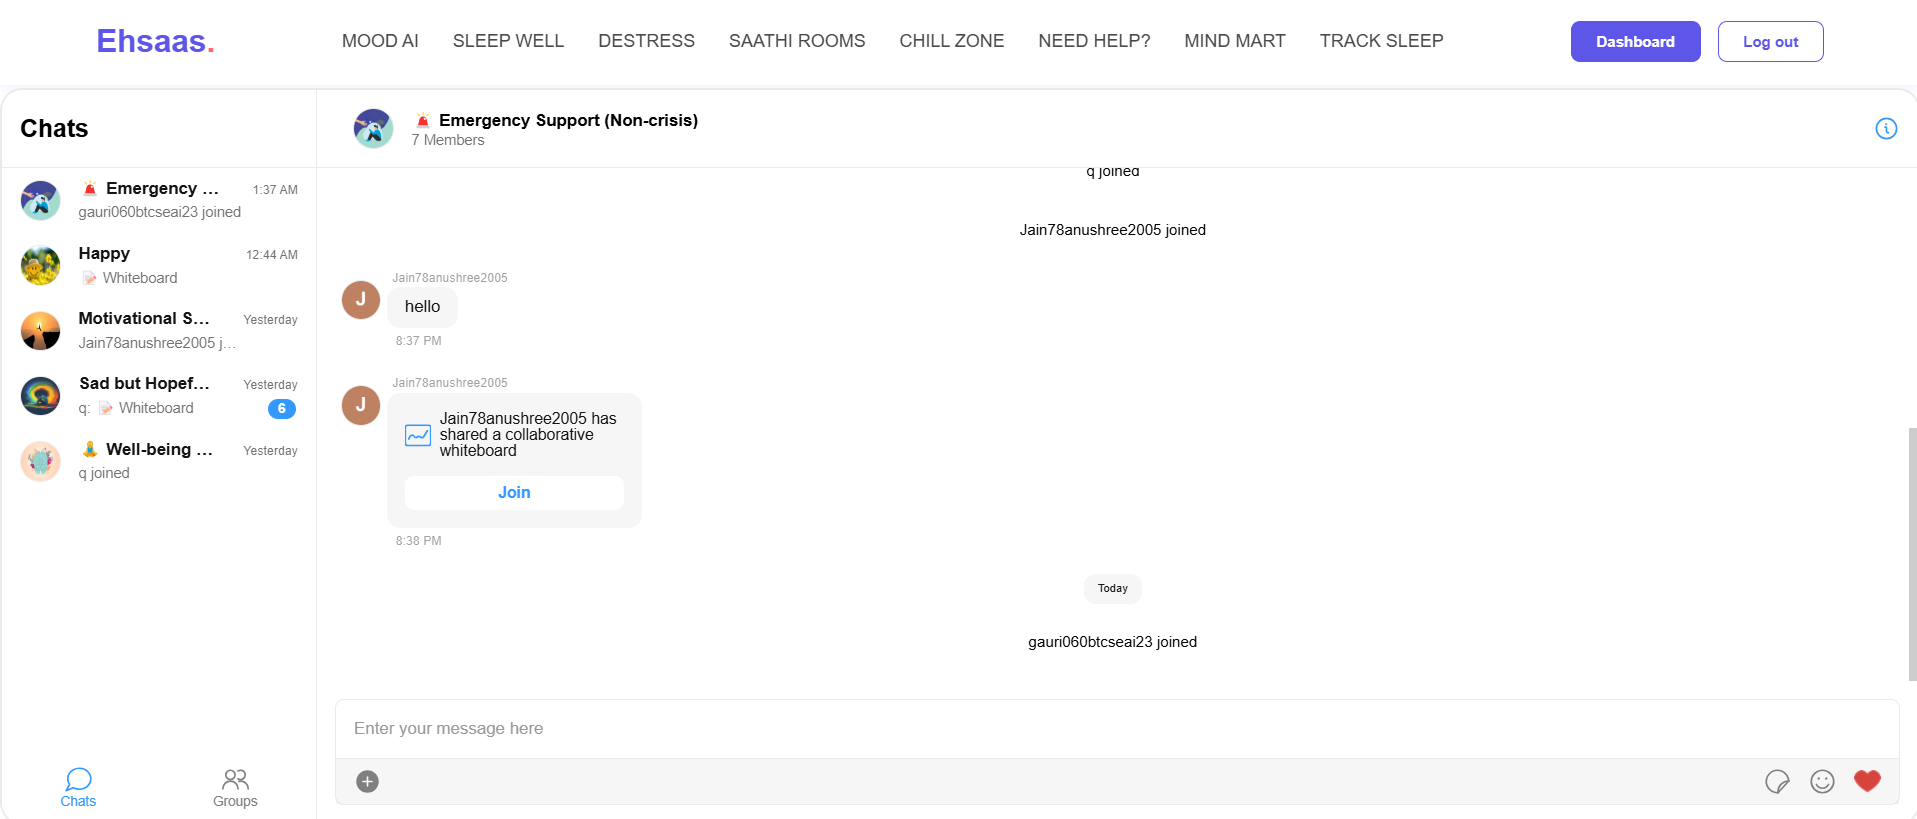 Ehsaas.
MOOD AI
SLEEP WELL
DESTRESS
SAATHI ROOMS
CHILL ZONE
NEED HELP?
MIND MART
TRACK SLEEP
Dashboard
Log out
Chats
Emergency ...
1:37 AM
gauri060btcseai23 joined
Happy
12:44 AM
Whiteboard
Motivational S...
Yesterday
Jain78anushree2005 j...
Sad but Hopef...
Yesterday
q: Whiteboard
6
Well-being ...
Yesterday
q joined
Chats
Groups
Emergency Support (Non-crisis)
7 Members
q joined
Jain78anushree2005 joined
Jain78anushree2005
J
hello
8:37 PM
Jain78anushree2005
J
Jain78anushree2005 has
shared a collaborative
whiteboard
Join
8:38 PM
Today
gauri060btcseai23 joined
Enter your message here